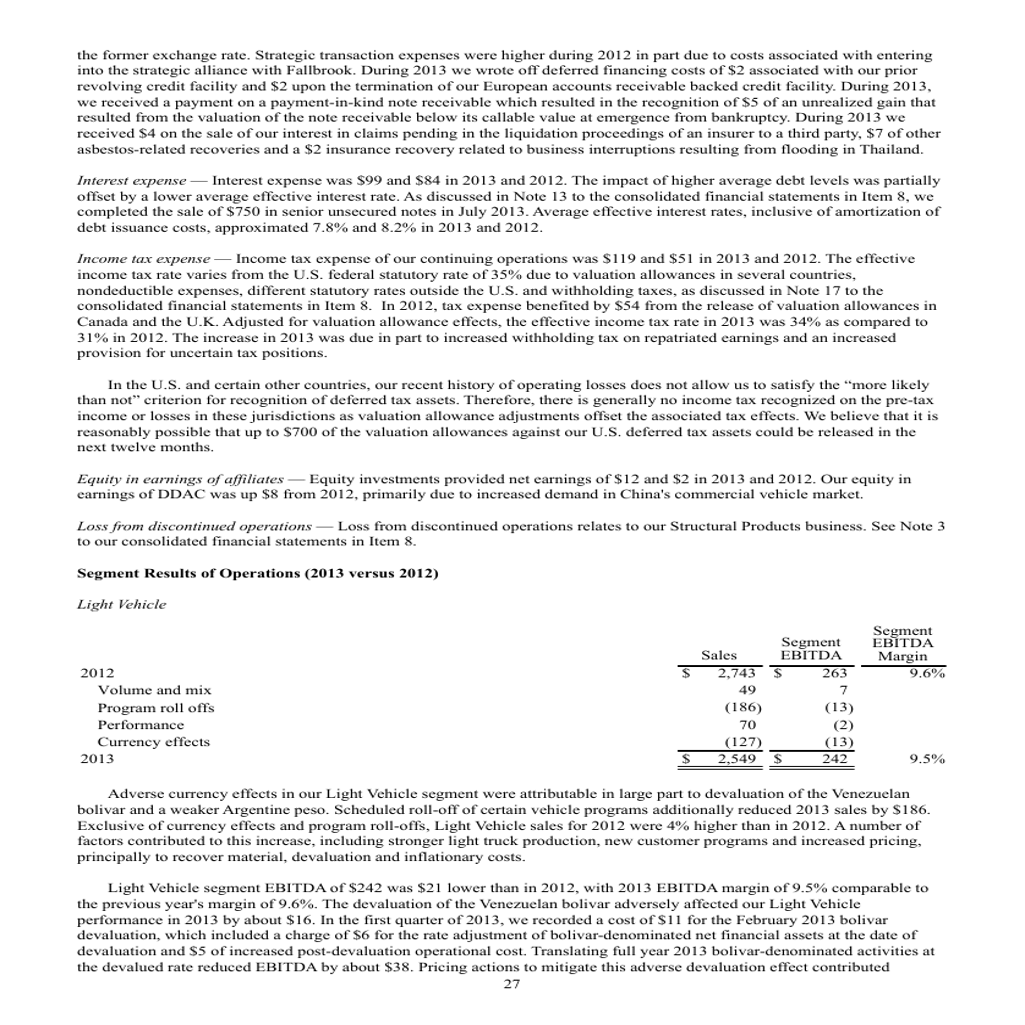 the former exchange rate. Strategic transaction expenses were higher during 2012 in part due to costs associated with entering
into the strategic alliance with Fallbrook. During 2013 we wrote off deferred financing costs of $2 associated with our prior
revolving credit facility and $2 upon the termination of our European accounts receivable backed credit facility. During 2013,
we received a payment on a payment-in-kind note receivable which resulted in the recognition of $5 of an unrealized gain that
resulted from the valuation of the note receivable below its callable value at emergence from bankruptcy. During 2013 we
received $4 on the sale of our interest in claims pending in the liquidation proceedings of an insurer to a third party, $7 of other
asbestos-related recoveries and a $2 insurance recovery related to business interruptions resulting from flooding in Thailand.
Interest expense — Interest expense was $99 and $84 in 2013 and 2012. The impact of higher average debt levels was partially
offset by a lower average effective interest rate. As discussed in Note 13 to the consolidated financial statements in Item 8, we
completed the sale of $750 in senior unsecured notes in July 2013. Average effective interest rates, inclusive of amortization of
debt issuance costs, approximated 7.8% and 8.2% in 2013 and 2012.
Income tax expense — Income tax expense of our continuing operations was $119 and $51 in 2013 and 2012. The effective
income tax rate varies from the U.S. federal statutory rate of 35% due to valuation allowances in several countries,
nondeductible expenses, different statutory rates outside the U.S. and withholding taxes, as discussed in Note 17 to the
consolidated financial statements in Item 8.  In 2012, tax expense benefited by $54 from the release of valuation allowances in
Canada and the U.K. Adjusted for valuation allowance effects, the effective income tax rate in 2013 was 34% as compared to
31% in 2012. The increase in 2013 was due in part to increased withholding tax on repatriated earnings and an increased
provision for uncertain tax positions.
In the U.S. and certain other countries, our recent history of operating losses does not allow us to satisfy the “more likely
than not” criterion for recognition of deferred tax assets. Therefore, there is generally no income tax recognized on the pre-tax
income or losses in these jurisdictions as valuation allowance adjustments offset the associated tax effects. We believe that it is
reasonably possible that up to $700 of the valuation allowances against our U.S. deferred tax assets could be released in the
next twelve months.
Equity in earnings of affiliates — Equity investments provided net earnings of $12 and $2 in 2013 and 2012. Our equity in
earnings of DDAC was up $8 from 2012, primarily due to increased demand in China's commercial vehicle market.
Loss from discontinued operations — Loss from discontinued operations relates to our Structural Products business. See Note 3
to our consolidated financial statements in Item 8.
Segment Results of Operations (2013 versus 2012)
Light Vehicle
Segment
Segment EBITDA
Sales EBITDA Margin
2012 $ 2,743 $ 263 9.6%
Volume and mix 49 7
Program roll offs (186) (13)
Performance 70 (2)
Currency effects (127) (13)
2013 $ 2,549 $ 242 9.5%
Adverse currency effects in our Light Vehicle segment were attributable in large part to devaluation of the Venezuelan
bolivar and a weaker Argentine peso. Scheduled roll-off of certain vehicle programs additionally reduced 2013 sales by $186.
Exclusive of currency effects and program roll-offs, Light Vehicle sales for 2012 were 4% higher than in 2012. A number of
factors contributed to this increase, including stronger light truck production, new customer programs and increased pricing,
principally to recover material, devaluation and inflationary costs.
Light Vehicle segment EBITDA of $242 was $21 lower than in 2012, with 2013 EBITDA margin of 9.5% comparable to
the previous year's margin of 9.6%. The devaluation of the Venezuelan bolivar adversely affected our Light Vehicle
performance in 2013 by about $16. In the first quarter of 2013, we recorded a cost of $11 for the February 2013 bolivar
devaluation, which included a charge of $6 for the rate adjustment of bolivar-denominated net financial assets at the date of
devaluation and $5 of increased post-devaluation operational cost. Translating full year 2013 bolivar-denominated activities at
the devalued rate reduced EBITDA by about $38. Pricing actions to mitigate this adverse devaluation effect contributed
27